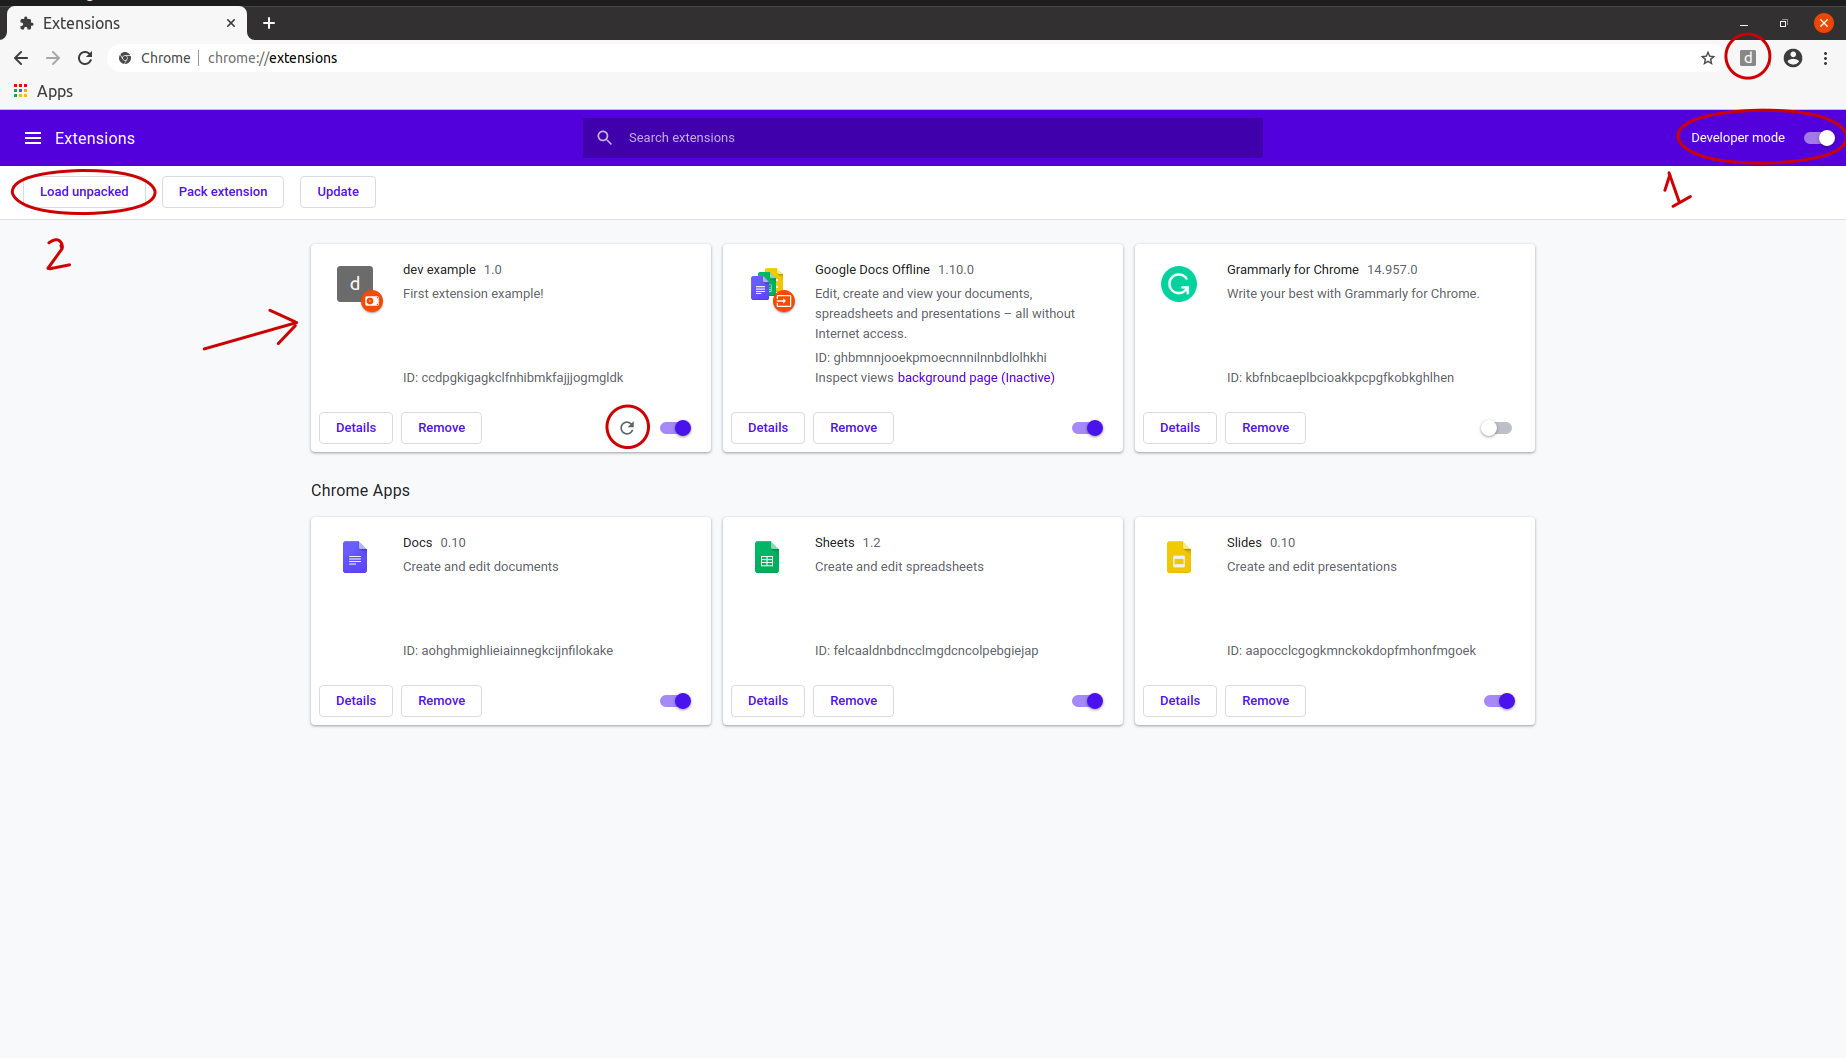 Extensions
Chrome chrome://extensions
d
Apps
Extensions
Search extensions
Developer mode
1
Load unpacked
Pack extension
Update
2
d
dev example 1.0
First extension example!
ID: ccdpgkigagkclfnhibmkfajjjogmgldk
Details
Remove
Google Docs Offline 1.10.0
Edit, create and view your documents,
spreadsheets and presentations – all without
Internet access.
ID: ghbmnnjooekpmoecnnnilnnbdlolhkhi
Inspect views background page (Inactive)
Details
Remove
Grammarly for Chrome 14.957.0
Write your best with Grammarly for Chrome.
ID: kbfnbcaeplbcioakkpcpgfkobkghlhen
Details
Remove
Chrome Apps
Docs 0.10
Create and edit documents
ID: aohghmighlieiainnegkcijnfilokake
Details
Remove
Sheets 1.2
Create and edit spreadsheets
ID: felcaaldnbdncclmgdcncolpebgiejap
Details
Remove
Slides 0.10
Create and edit presentations
ID: aapocclcgogkmnckokdopfmhonfmgoek
Details
Remove